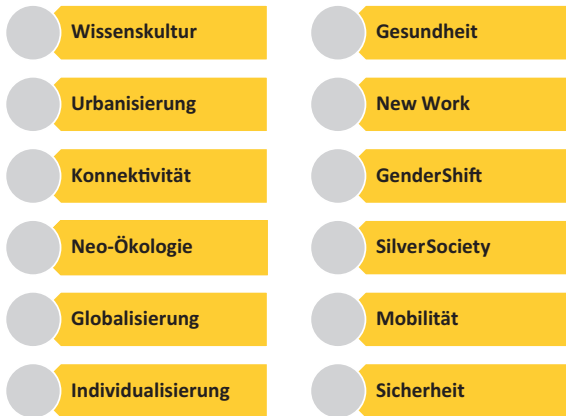 Wissenskultur
Urbanisierung
Konnektivität
Neo-Ökologie
Globalisierung
Individualisierung
Gesundheit
New Work
GenderShift
SilverSociety
Mobilität
Sicherheit